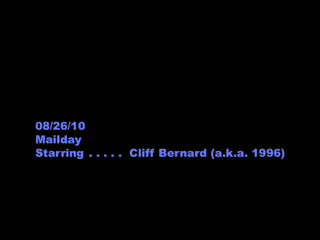 08/26/10
Mailday
Starring . . . . .  Cliff Bernard (a.k.a. 1996)